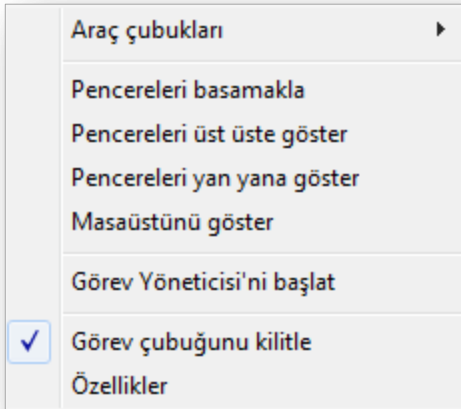 Araç çubukları
Pencereleri basamakla
Pencereleri üst üste göster
Pencereleri yan yana göster
Masaüstünü göster
Görev Yöneticisi'ni başlat
Görev çubuğunu kilitle
Özellikler